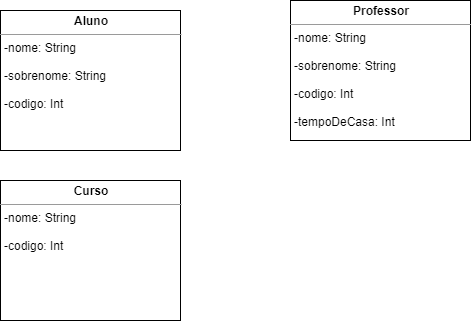 Aluno
-nome: String
-sobrenome: String
-codigo: Int
Professor
-nome: String
-sobrenome: String
-codigo: Int
-tempoDeCasa: Int
Curso
-nome: String
-codigo: Int